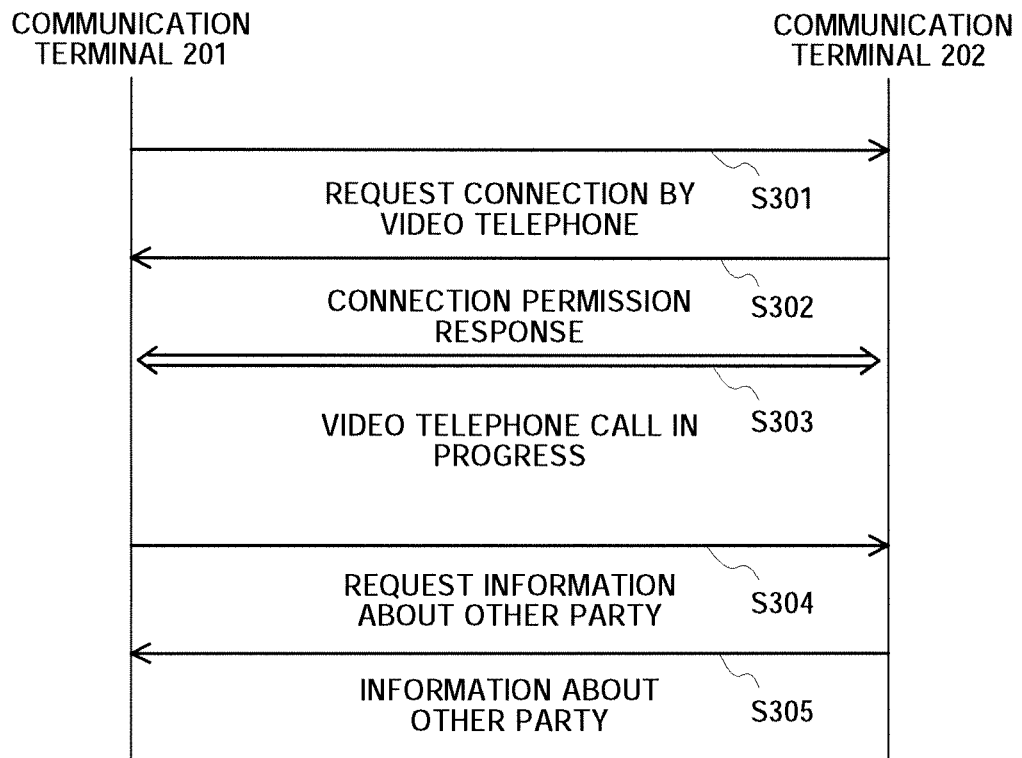 COMMUNICATION
TERMINAL 201
COMMUNICATION
TERMINAL 202
REQUEST CONNECTION BY
VIDEO TELEPHONE
S301
CONNECTION PERMISSION
RESPONSE
S302
VIDEO TELEPHONE CALL IN
PROGRESS
S303
REQUEST INFORMATION
ABOUT OTHER PARTY
S304
INFORMATION ABOUT
OTHER PARTY
S305